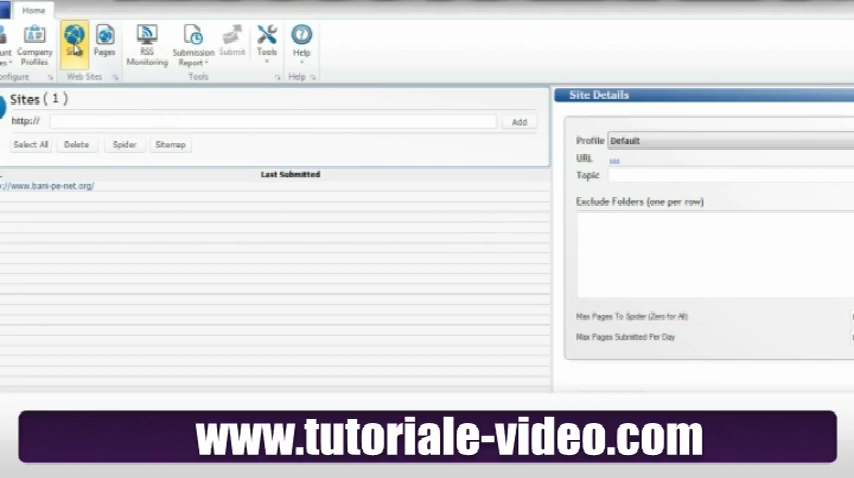 Home
Company Profiles
Pages
RSS Monitoring
Submission Report
Submit
Tools
Help
Web Sites
Tools
Help
Sites ( 1 )
http://
Add
Select All
Delete
Spider
Sitemap
Last Submitted
://www.bani-pe-net.org/
Site Details
Profile
Default
URL
Topic
Exclude Folders (one per row)
Max Pages To Spider (Zero for All)
Max Pages Submitted Per Day
www.tutoriale-video.com